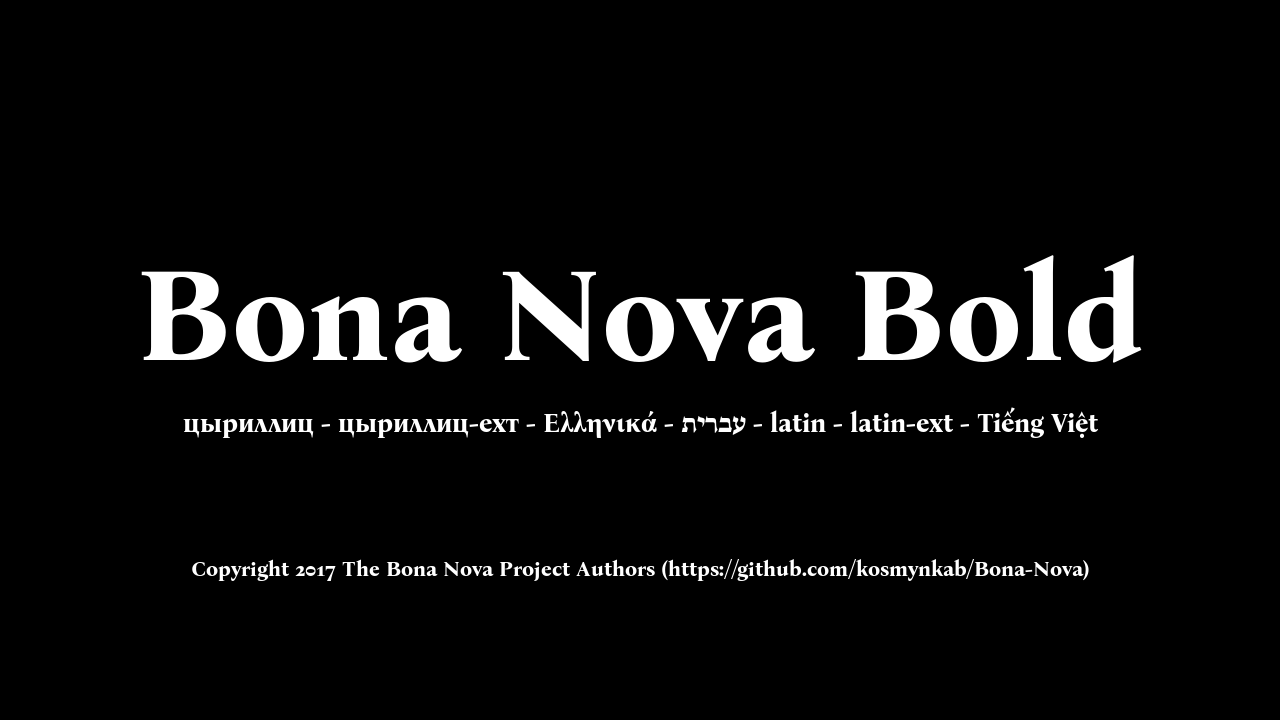 Bona Nova Bold
цыриллиц - цыриллиц-ехт - Ελληνικά - עברית - latin - latin-ext - Tiếng Việt
Copyright 2017 The Bona Nova Project Authors (https://github.com/kosmynkab/Bona-Nova)